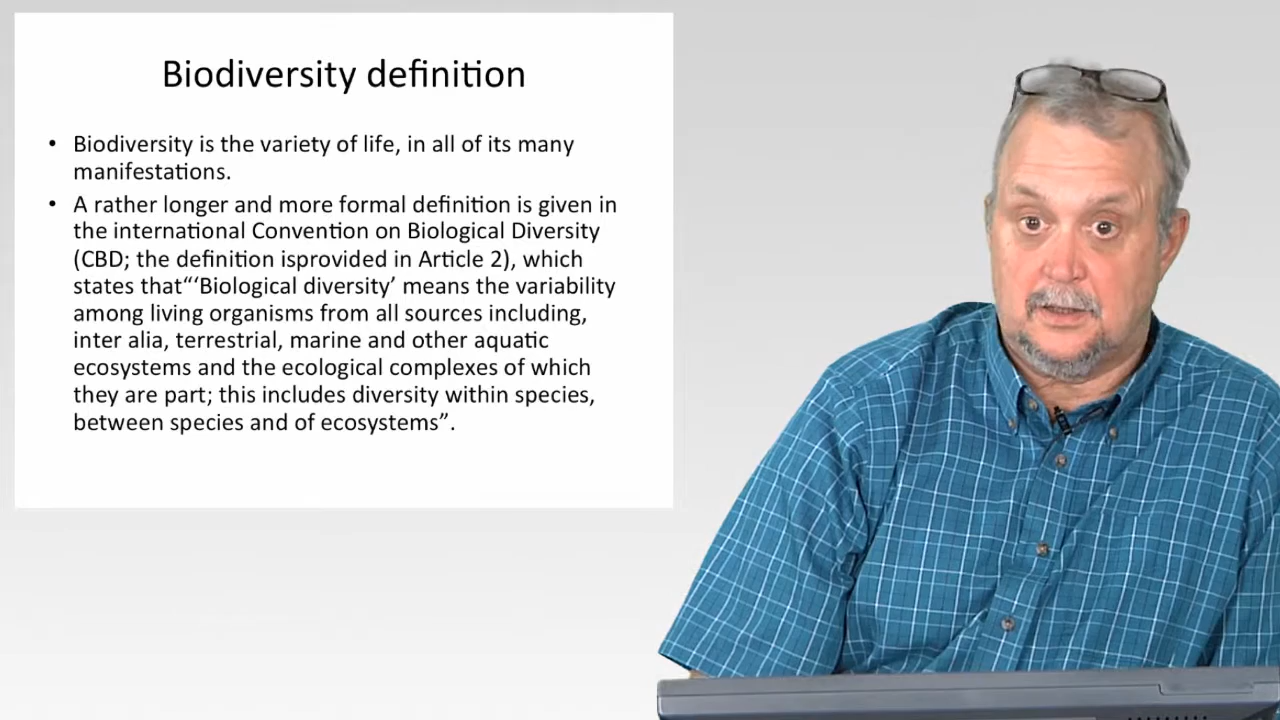 Biodiversity definition
• Biodiversity is the variety of life, in all of its many
manifestations.
• A rather longer and more formal definition is given in
the international Convention on Biological Diversity
(CBD; the definition isprovided in Article 2), which
states that“‘Biological diversity’ means the variability
among living organisms from all sources including,
inter alia, terrestrial, marine and other aquatic
ecosystems and the ecological complexes of which
they are part; this includes diversity within species,
between species and of ecosystems”.